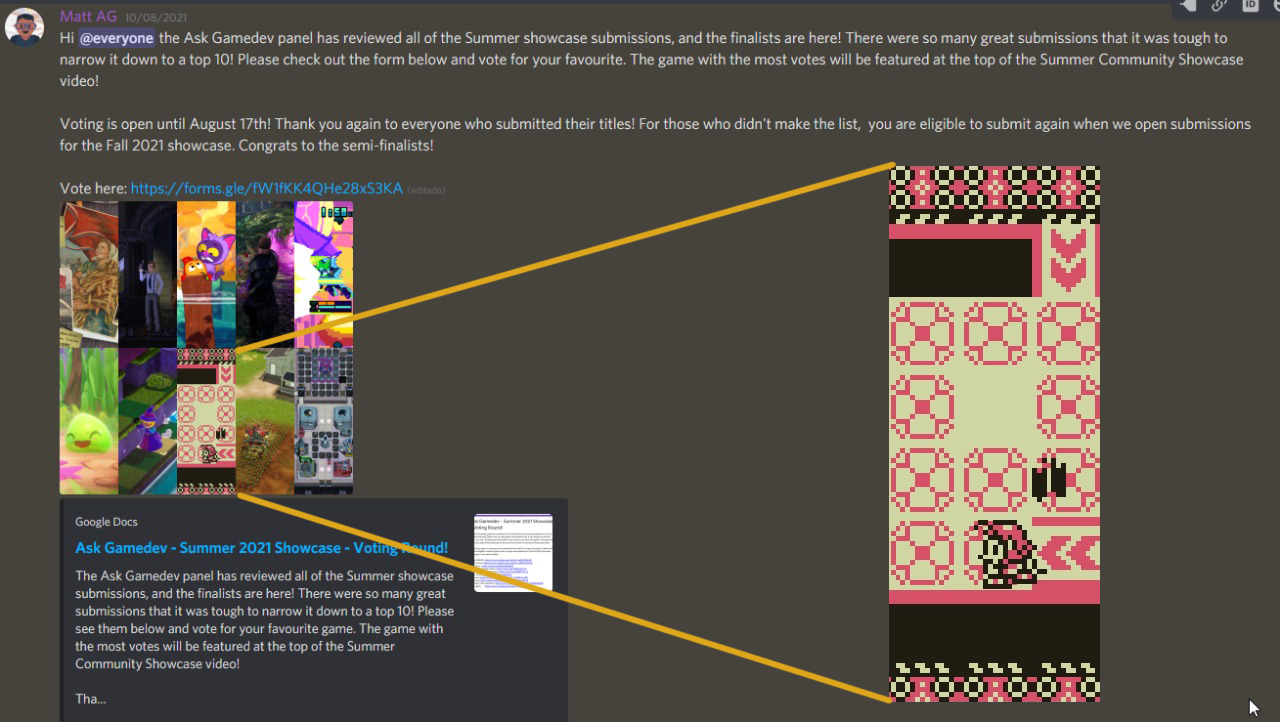 Matt AG 10/08/2021
ID
Hi @everyone the Ask Gamedev panel has reviewed all of the Summer showcase submissions, and the finalists are here! There were so many great submissions that it was tough to
narrow it down to a top 10! Please check out the form below and vote for your favourite. The game with the most votes will be featured at the top of the Summer Community Showcase
video!
Voting is open until August 17th! Thank you again to everyone who submitted their titles! For those who didn't make the list,  you are eligible to submit again when we open submissions
for the Fall 2021 showcase. Congrats to the semi-finalists!
Vote here: https://forms.gle/fW1fKK4QHe28xS3KA (editado)
Google Docs
Ask Gamedev - Summer 2021 Showcase - Voting Round!
The Ask Gamedev panel has reviewed all of the Summer showcase
submissions, and the finalists are here! There were so many great
submissions that it was tough to narrow it down to a top 10! Please
see them below and vote for your favourite game. The game with
the most votes will be featured at the top of the Summer
Community Showcase video!
Tha...